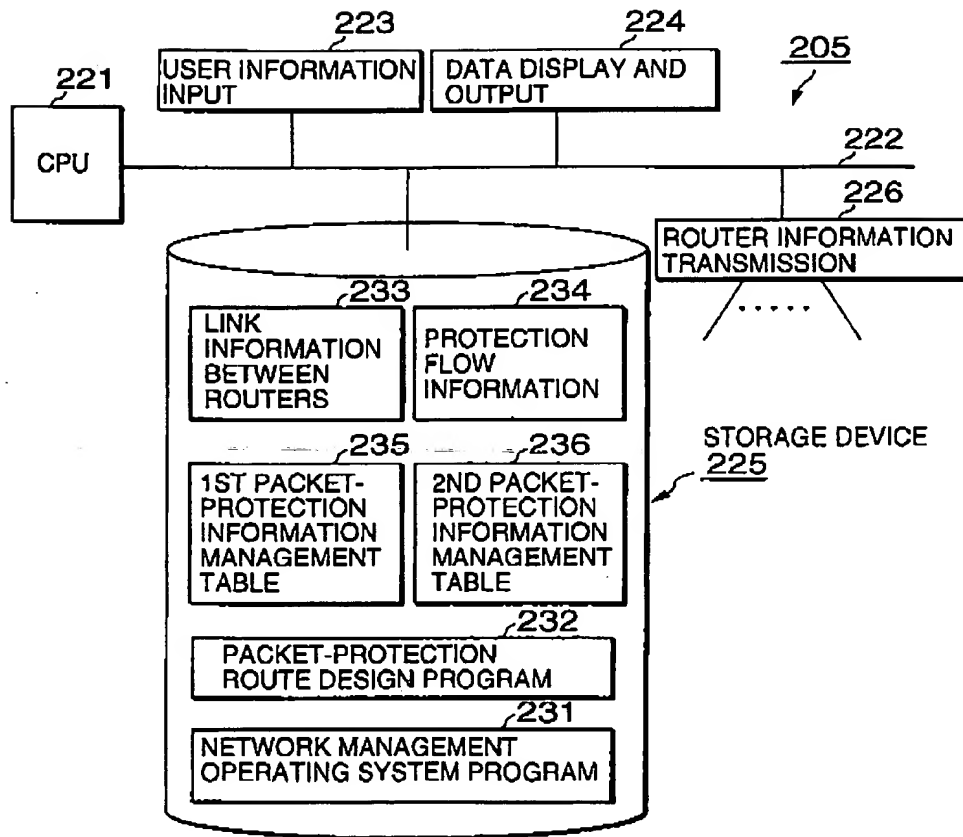 223
224
205
USER INFORMATION
INPUT
DATA DISPLAY AND
OUTPUT
221
CPU
222
226
ROUTER INFORMATION
TRANSMISSION
233
234
LINK
INFORMATION
BETWEEN
ROUTERS
PROTECTION
FLOW
INFORMATION
235
236
STORAGE DEVICE
225
1ST PACKET-
PROTECTION
INFORMATION
MANAGEMENT
TABLE
2ND PACKET-
PROTECTION
INFORMATION
MANAGEMENT
TABLE
232
PACKET-PROTECTION
ROUTE DESIGN PROGRAM
231
NETWORK MANAGEMENT
OPERATING SYSTEM PROGRAM